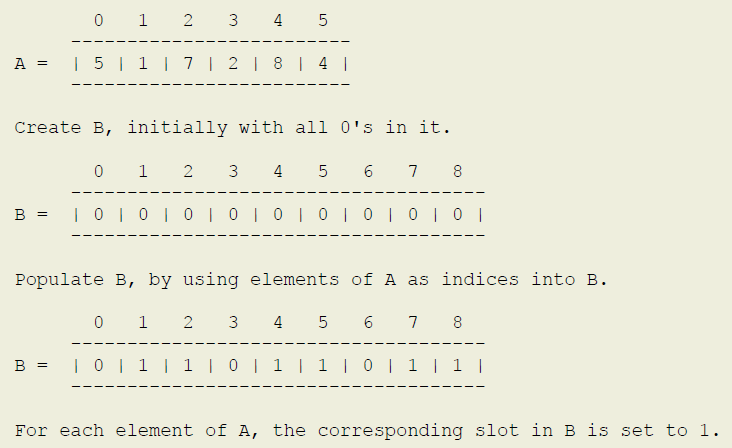 0   1   2   3   4   5
    -------------------------
A = | 5 | 1 | 7 | 2 | 8 | 4 |
    -------------------------
Create B, initially with all 0's in it.
      0   1   2   3   4   5   6   7   8
    -------------------------------------
B = | 0 | 0 | 0 | 0 | 0 | 0 | 0 | 0 | 0 |
    -------------------------------------
Populate B, by using elements of A as indices into B.
      0   1   2   3   4   5   6   7   8
    -------------------------------------
B = | 0 | 1 | 1 | 0 | 1 | 1 | 0 | 1 | 1 |
    -------------------------------------
For each element of A, the corresponding slot in B is set to 1.